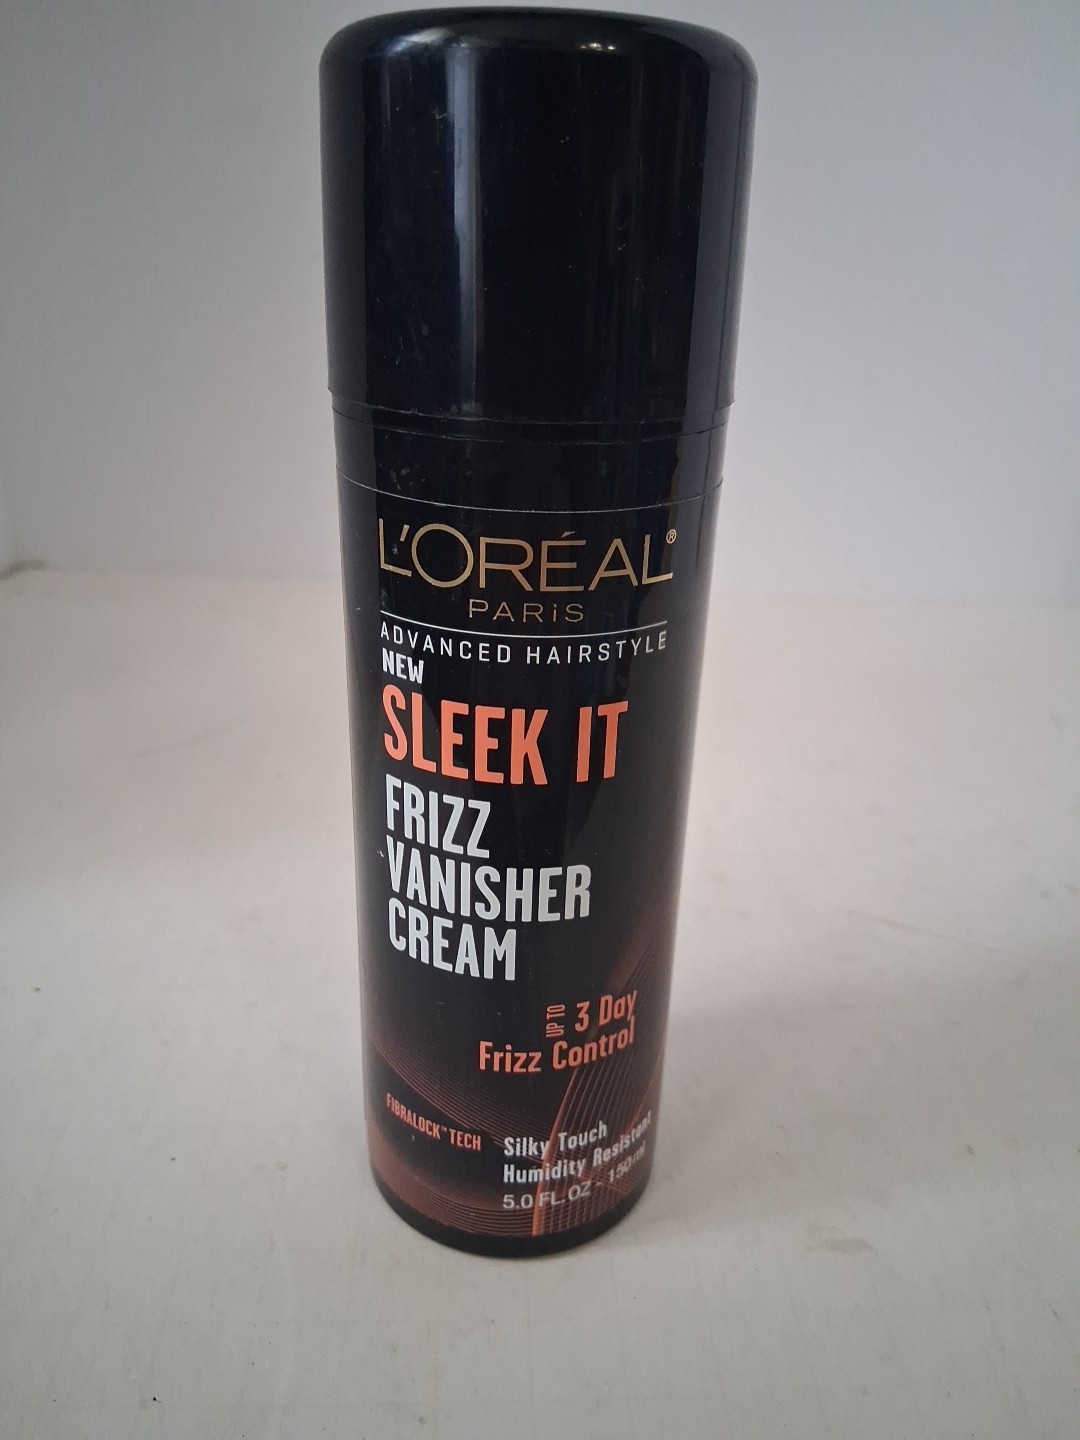 L'ORÉAL®
PARiS
ADVANCED HAIRSTYLE
NEW
SLEEK IT
FRIZZ
VANISHER
CREAM
UP TO 3 Day
Frizz Control
FIBRALOCK™ TECH
Silky Touch
Humidity Resistant
5.0 FL. OZ - 150 ml